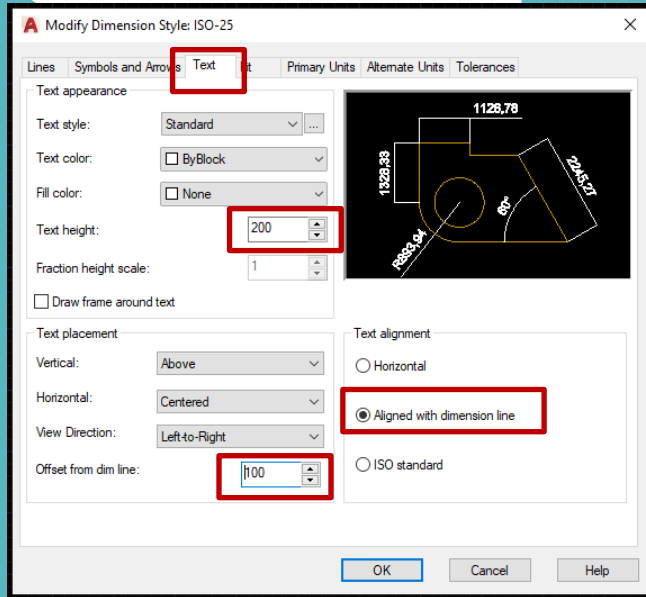 Modify Dimension Style: ISO-25
Lines Symbols and Arrows Text Primary Units Alternate Units Tolerances
Text appearance
Text style: Standard ...
Text color: ByBlock
Fill color: None
Text height: 200
Fraction height scale: 1
Draw frame around text
1126,78
1328,33
2245,27
60°
R893,94
Text placement
Vertical: Above
Horizontal: Centered
View Direction: Left-to-Right
Offset from dim line: 100
Text alignment
Horizontal
Aligned with dimension line
ISO standard
OK Cancel Help